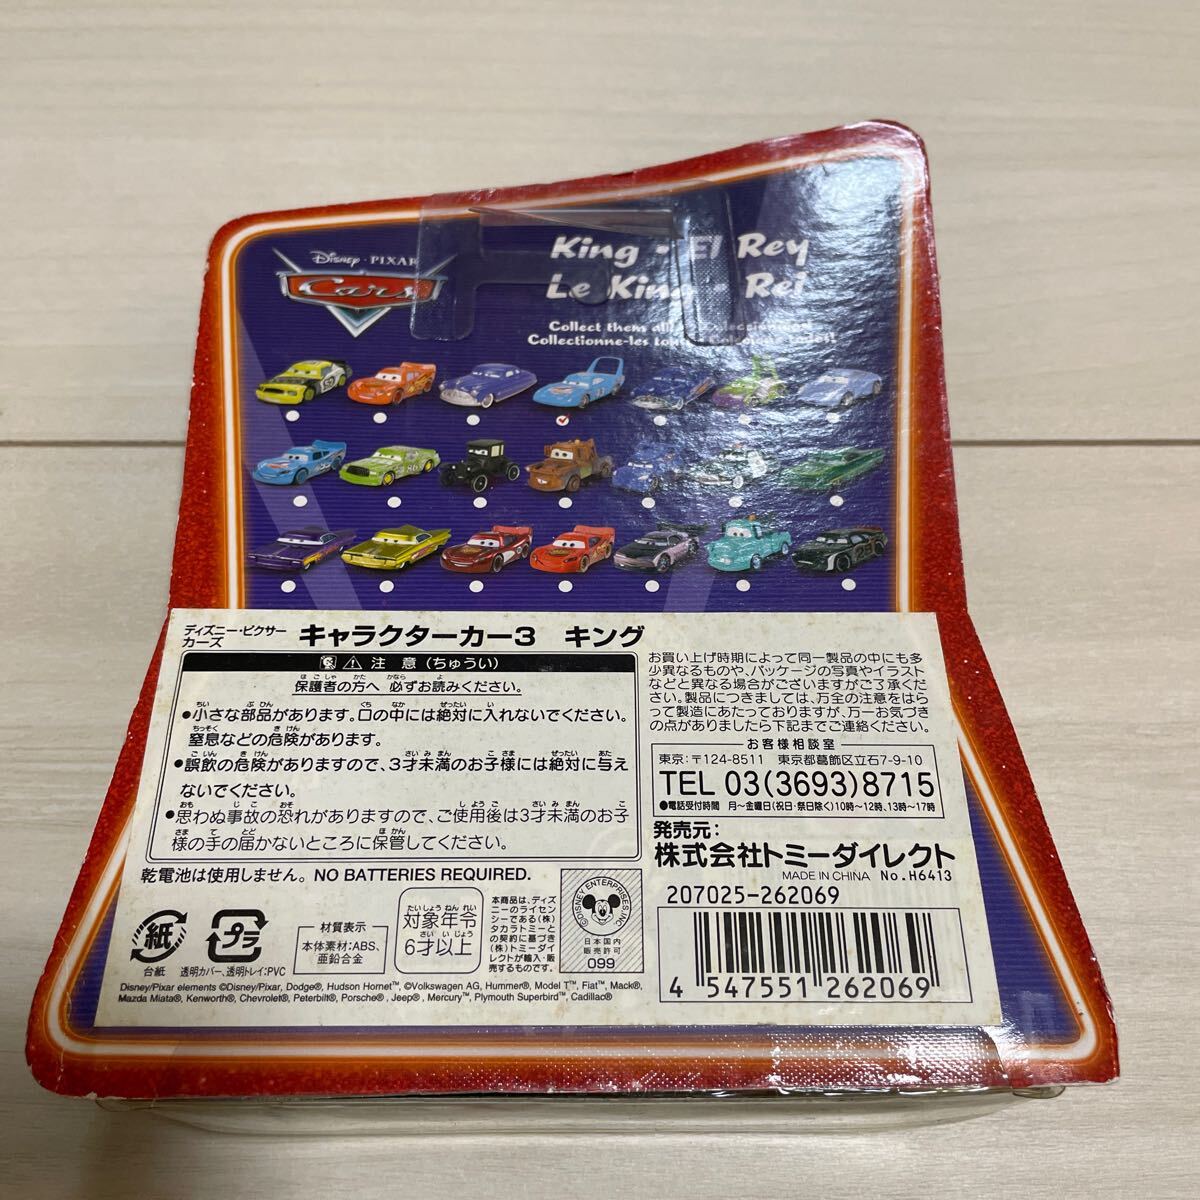 Disney · PIXAR
Cars
King - El Rey
Le King - Rei
Collect them all!
Collectionne-les
ディズニー・ピクサー
カーズ
キャラクターカー3 キング
注意(ちゅうい)
保護者の方へ 必ずお読みください。
●小さな部品があります。口の中には絶対に入れないでください。
窒息などの危険があります。
●誤飲の危険がありますので、3才未満のお子様には絶対に与え
ないでください。
●思わぬ事故の恐れがありますので、ご使用後は3才未満のお子
様の手の届かないところに保管してください。
乾電池は使用しません。NO BATTERIES REQUIRED.
紙
台紙
プラ
透明カバー、透明トレイ:PVC
材質表示
本体素材:ABS、
亜鉛合金
たいしょうねんれい
対象年令
さいいじょう
6才以上
本商品は、ディズ
ニーのライセン
シーである(株)
タカラトミーと
の契約に基づき
(株)トミーダイ
レクトが輸入・販
売するものです。
©DISNEY ENTERPRISES, INC.
日本国内
販売許可
099
Disney/Pixar elements ©Disney/Pixar, Dodge®, Hudson Hornet™, ©Volkswagen AG, Hummer®, Model T™, Fiat™, Mack®,
Mazda Miata®, Kenworth®, Chevrolet®, Peterbilt®, Porsche®, Jeep®, Mercury™, Plymouth Superbird™, Cadillac®
お買い上げ時期によって同一製品の中にも多
少異なるものや、パッケージの写真やイラスト
などと異なる場合がございますがご了承くださ
い。製品につきましては、万全の注意をはら
って製造にあたっておりますが、万一お気づき
の点がありましたら下記までご連絡ください。
お客様相談室
東京:〒124-8511 東京都葛飾区立石7-9-10
TEL 03(3693)8715
●電話受付時間 月〜金曜日(祝日・祭日除く)10時〜12時、13時〜17時
発売元:
株式会社トミーダイレクト
MADE IN CHINA No.H6413
207025-262069
4 547551 262069